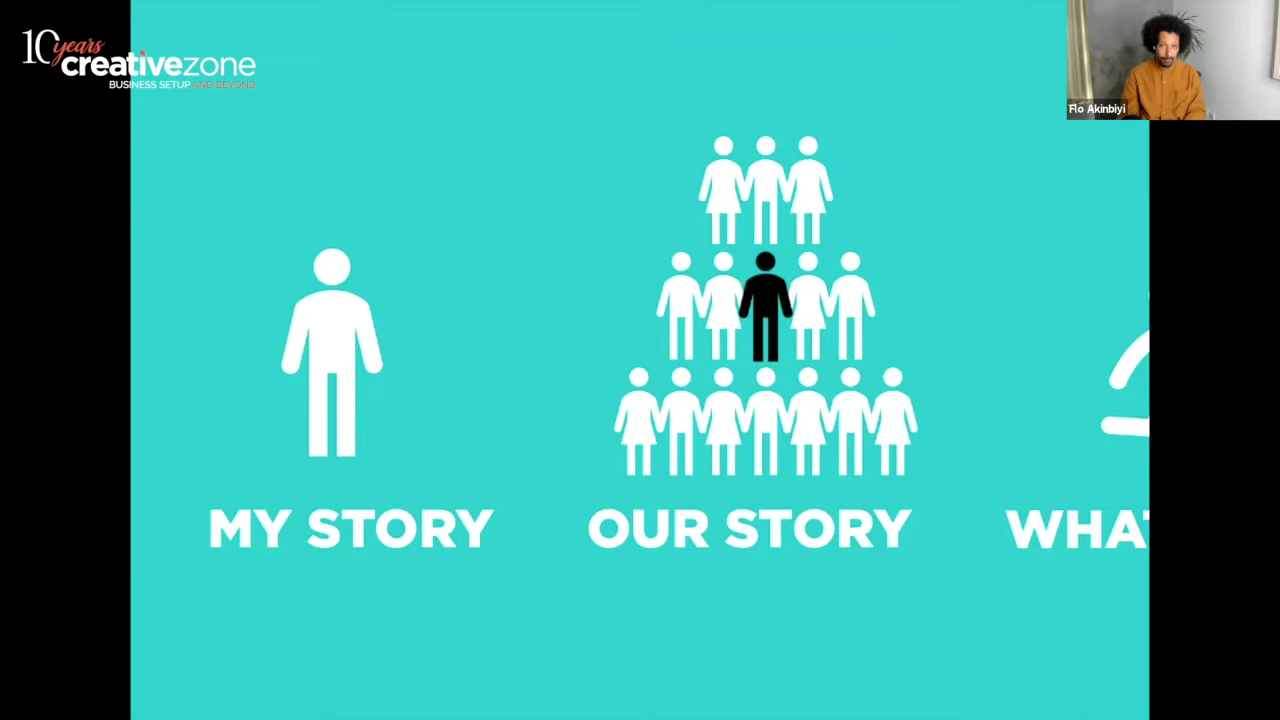 10 years
creativezone
BUSINESS SETUP AND BEYOND
Flo Akinbiyi
MY STORY
OUR STORY
WHAT